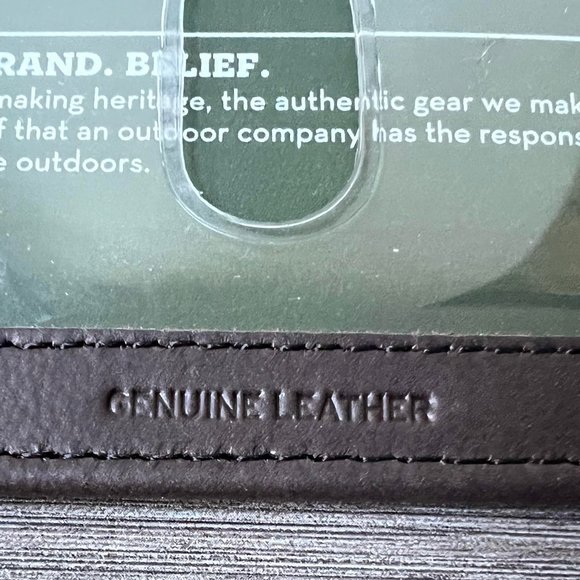 RAND. BELIEF.
making heritage, the authentic gear we mak
f that an outdoor company has the respons
e outdoors.
GENUINE LEATHER